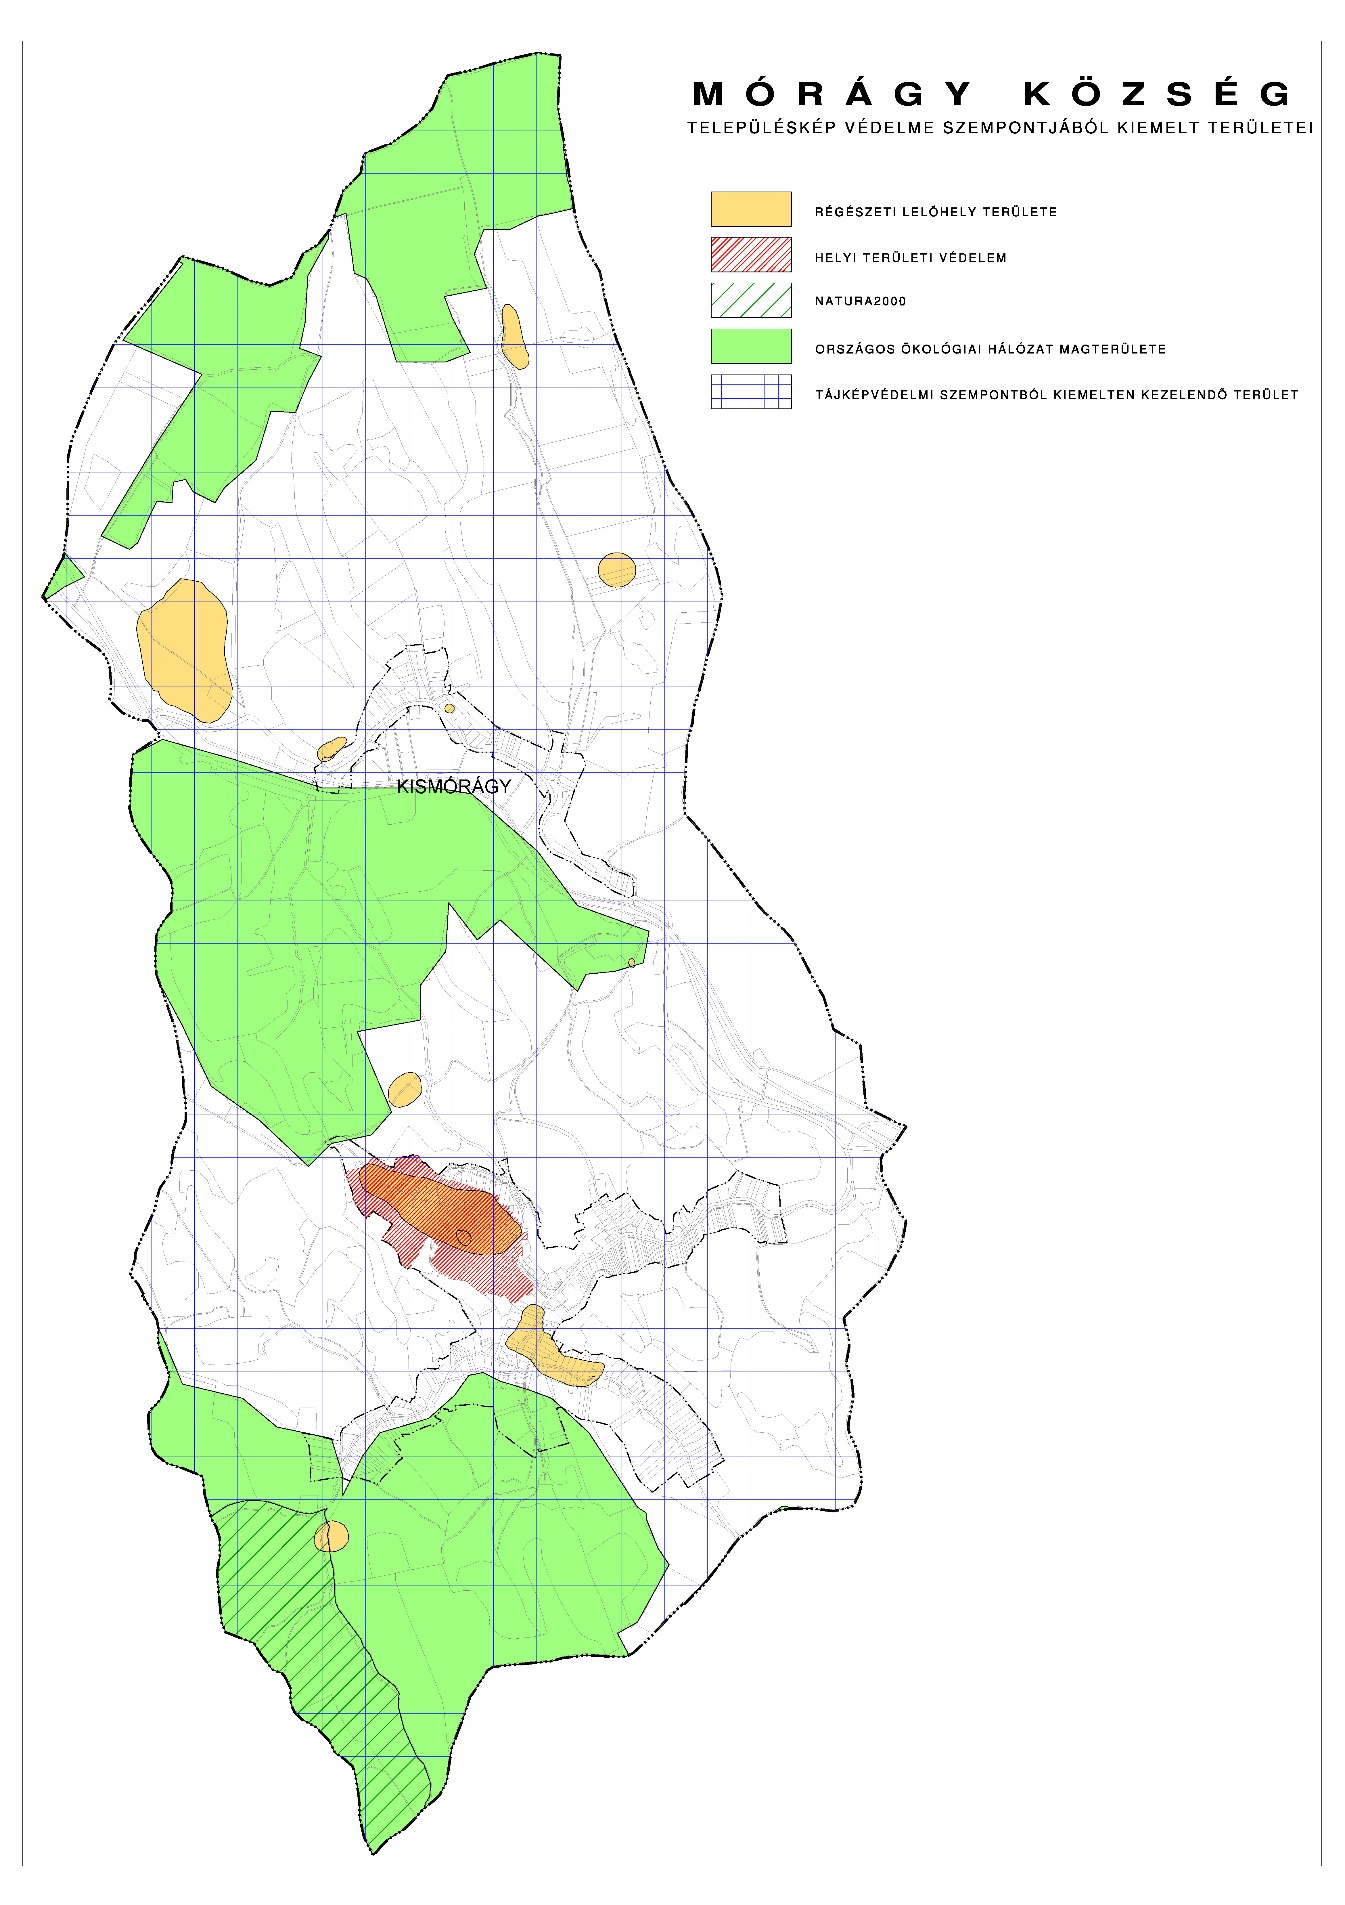 MÓRÁGY KÖZSÉG
TELEPÜLÉSKÉP VÉDELME SZEMPONTJÁBÓL KIEMELT TERÜLETEI
RÉGÉSZETI LELŐHELY TERÜLETE
HELYI TERÜLETI VÉDELEM
NATURA2000
ORSZÁGOS ÖKOLÓGIAI HÁLÓZAT MAGTERÜLETE
TÁJKÉPVÉDELMI SZEMPONTBÓL KIEMELTEN KEZELENDŐ TERÜLET
KISMÓRÁGY